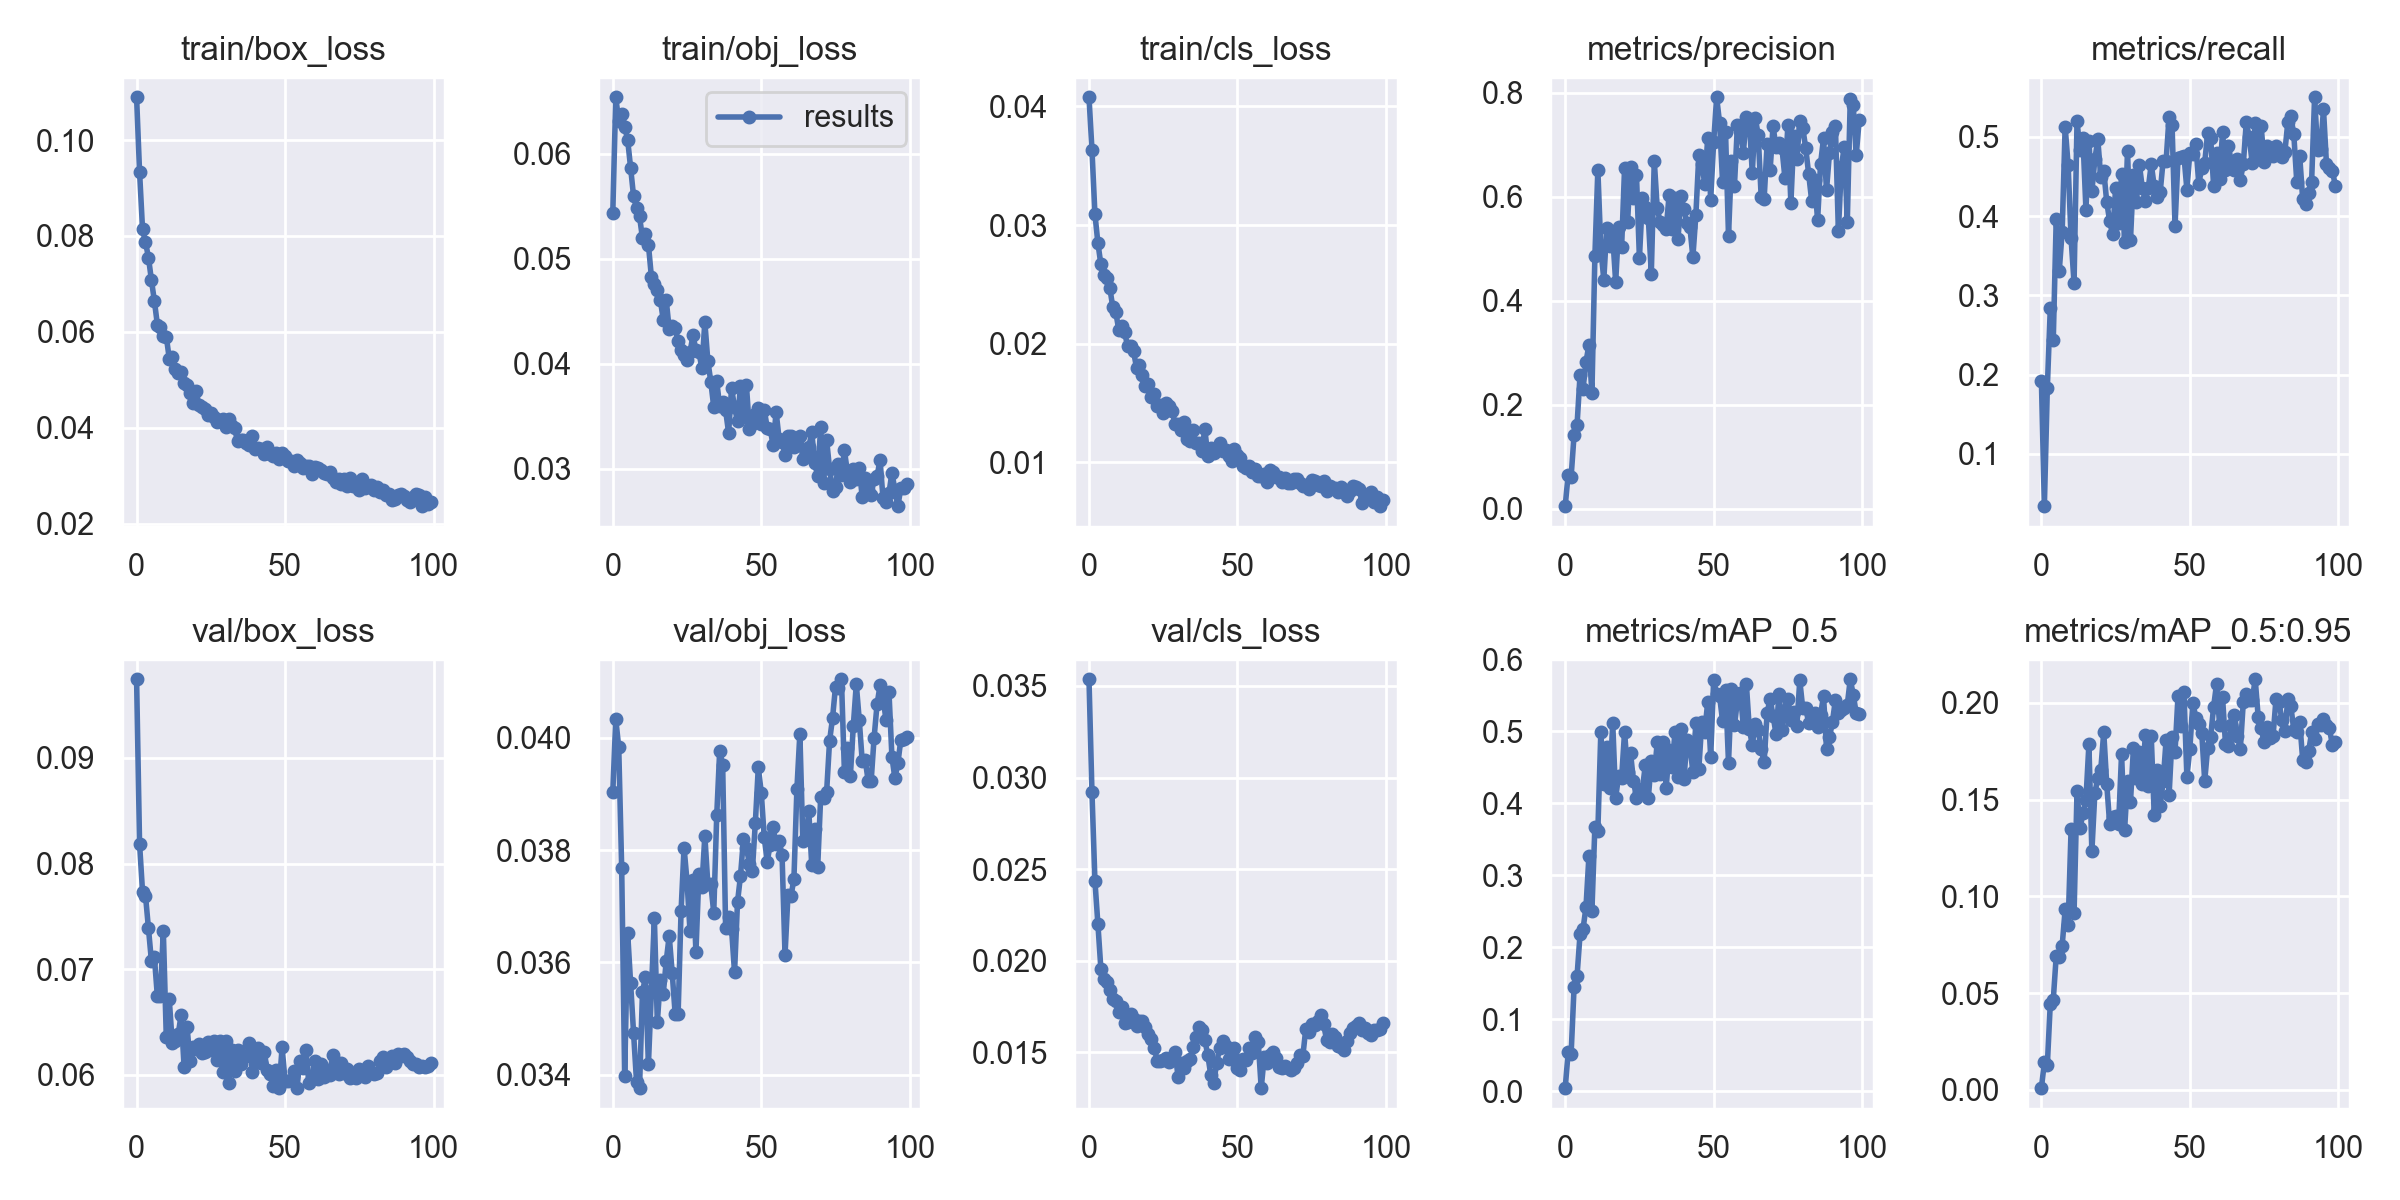 train/box_loss
0.10
0.08
0.06
0.04
0.02
0 50 100
train/obj_loss
results
0.06
0.05
0.04
0.03
0 50 100
train/cls_loss
0.04
0.03
0.02
0.01
0 50 100
metrics/precision
0.8
0.6
0.4
0.2
0.0
0 50 100
metrics/recall
0.5
0.4
0.3
0.2
0.1
0 50 100
val/box_loss
0.09
0.08
0.07
0.06
0 50 100
val/obj_loss
0.040
0.038
0.036
0.034
0 50 100
val/cls_loss
0.035
0.030
0.025
0.020
0.015
0 50 100
metrics/mAP_0.5
0.6
0.5
0.4
0.3
0.2
0.1
0.0
0 50 100
metrics/mAP_0.5:0.95
0.20
0.15
0.10
0.05
0.00
0 50 100